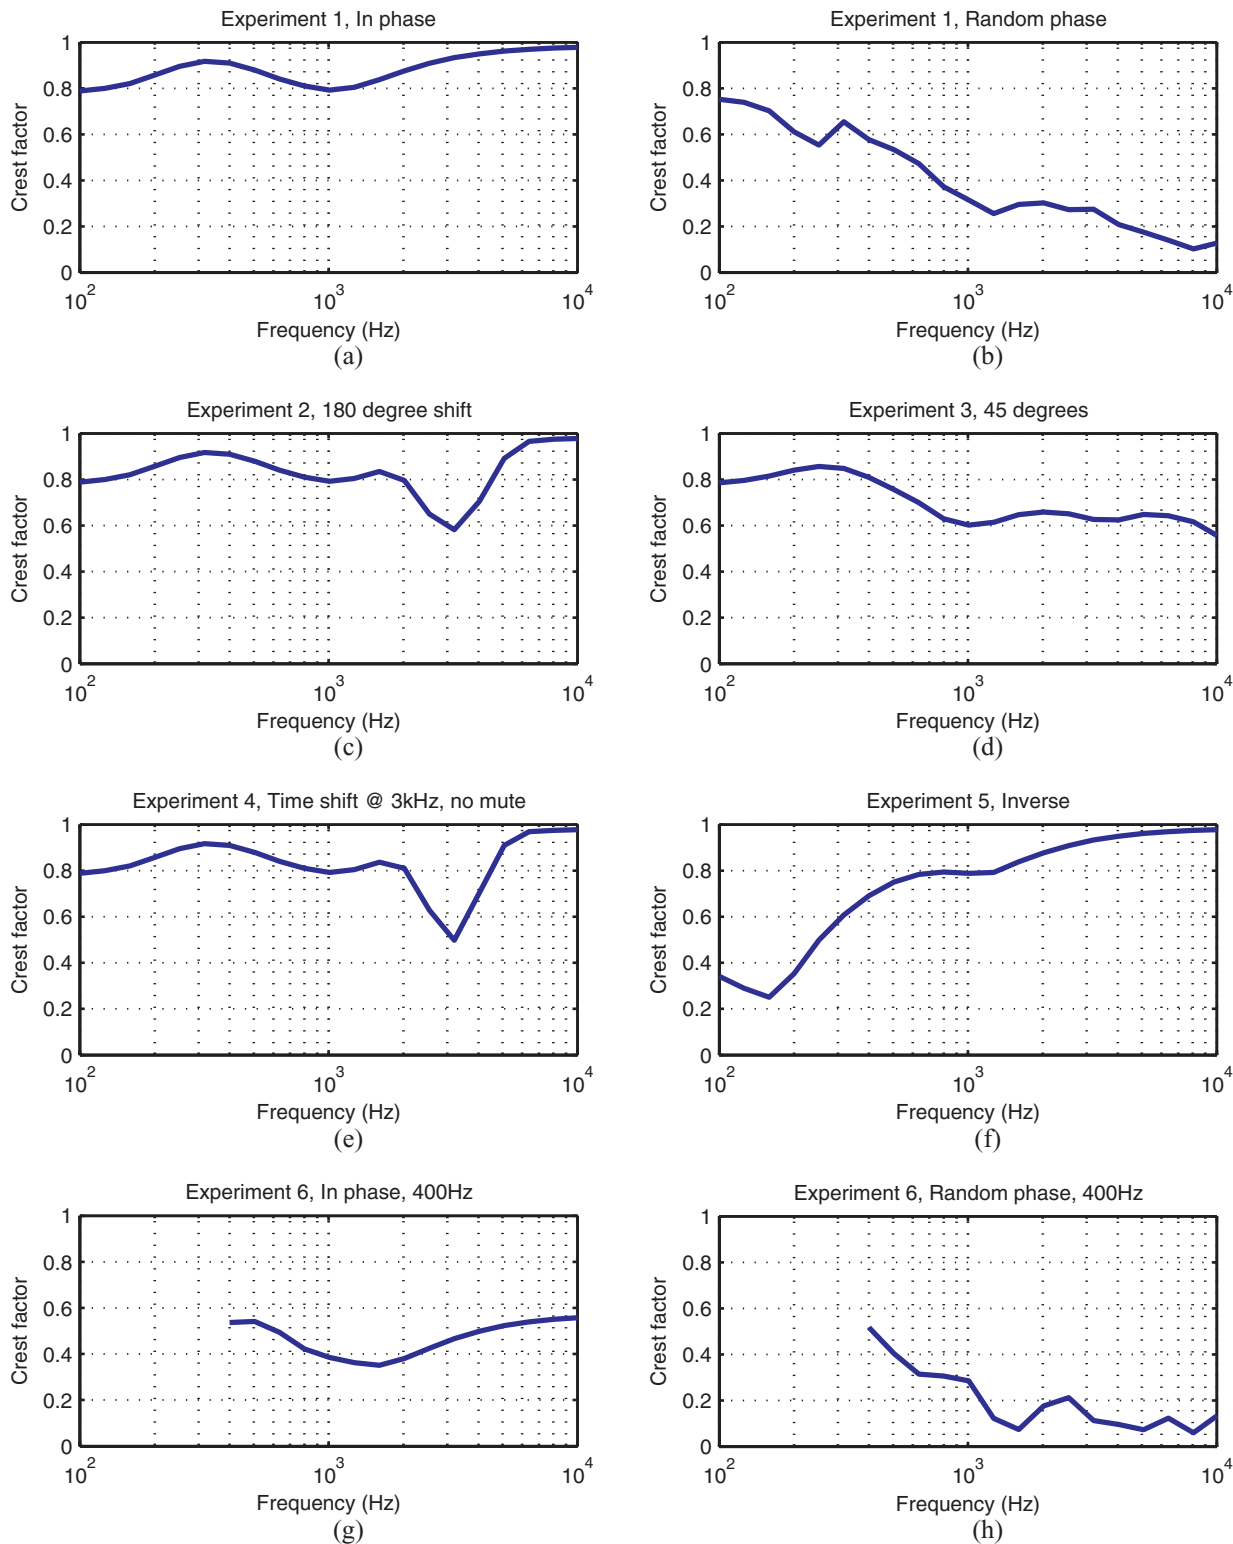 Experiment 1, In phase
Crest factor
1
0.8
0.6
0.4
0.2
0
10^2
10^3
10^4
Frequency (Hz)
(a)
Experiment 1, Random phase
Crest factor
1
0.8
0.6
0.4
0.2
0
10^2
10^3
10^4
Frequency (Hz)
(b)
Experiment 2, 180 degree shift
Crest factor
1
0.8
0.6
0.4
0.2
0
10^2
10^3
10^4
Frequency (Hz)
(c)
Experiment 3, 45 degrees
Crest factor
1
0.8
0.6
0.4
0.2
0
10^2
10^3
10^4
Frequency (Hz)
(d)
Experiment 4, Time shift @ 3kHz, no mute
Crest factor
1
0.8
0.6
0.4
0.2
0
10^2
10^3
10^4
Frequency (Hz)
(e)
Experiment 5, Inverse
Crest factor
1
0.8
0.6
0.4
0.2
0
10^2
10^3
10^4
Frequency (Hz)
(f)
Experiment 6, In phase, 400Hz
Crest factor
1
0.8
0.6
0.4
0.2
0
10^2
10^3
10^4
Frequency (Hz)
(g)
Experiment 6, Random phase, 400Hz
Crest factor
1
0.8
0.6
0.4
0.2
0
10^2
10^3
10^4
Frequency (Hz)
(h)